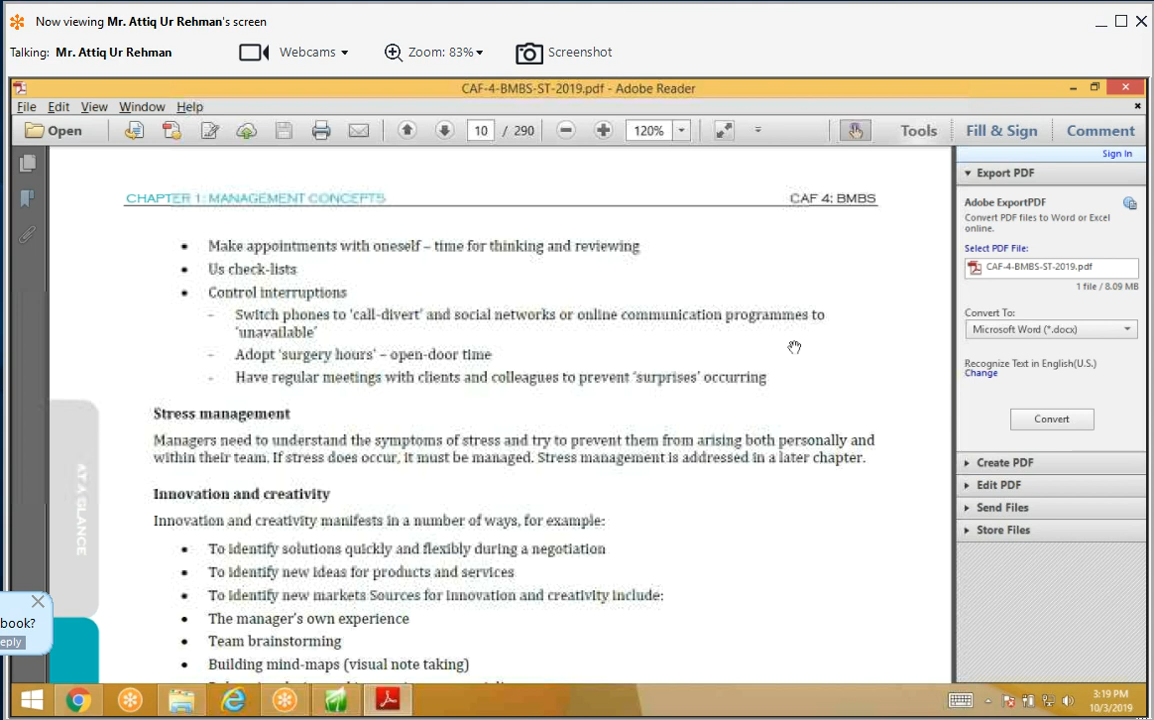 Now viewing Mr. Attiq Ur Rehman's screen
Talking: Mr. Attiq Ur Rehman
Webcams
Zoom: 83%
Screenshot
CAF-4-BMBS-ST-2019.pdf - Adobe Reader
File Edit View Window Help
Open
10 / 290
120%
Tools
Fill & Sign
Comment
Sign In
Export PDF
Adobe ExportPDF
Convert PDF files to Word or Excel
online.
Select PDF File:
CAF-4-BMBS-ST-2019.pdf
1 file / 8.09 MB
Convert To:
Microsoft Word (*.docx)
Recognize Text in English(U.S.)
Change
Convert
Create PDF
Edit PDF
Send Files
Store Files
CHAPTER 1: MANAGEMENT CONCEPTS
CAF 4: BMBS
• Make appointments with oneself – time for thinking and reviewing
• Us check-lists
• Control interruptions
- Switch phones to 'call-divert' and social networks or online communication programmes to
'unavailable'
- Adopt 'surgery hours' – open-door time
- Have regular meetings with clients and colleagues to prevent 'surprises' occurring
Stress management
Managers need to understand the symptoms of stress and try to prevent them from arising both personally and
within their team. If stress does occur, it must be managed. Stress management is addressed in a later chapter.
Innovation and creativity
Innovation and creativity manifests in a number of ways, for example:
• To identify solutions quickly and flexibly during a negotiation
• To identify new ideas for products and services
• To identify new markets Sources for innovation and creativity include:
• The manager's own experience
• Team brainstorming
• Building mind-maps (visual note taking)
AT A GLANCE
book?
eply
3:19 PM
10/3/2019